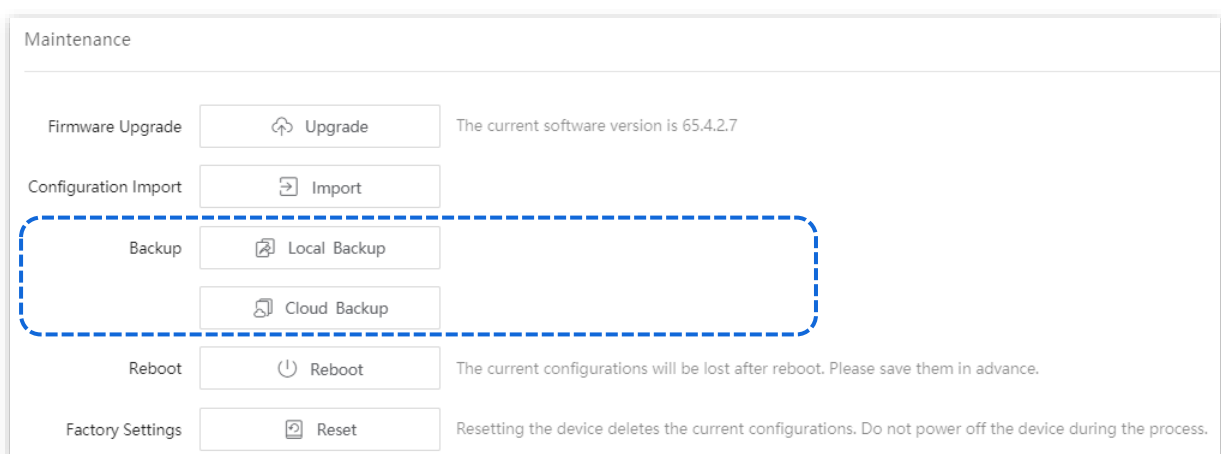 Maintenance
Firmware Upgrade Upgrade The current software version is 65.4.2.7
Configuration Import Import
Backup Local Backup
Cloud Backup
Reboot Reboot The current configurations will be lost after reboot. Please save them in advance.
Factory Settings Reset Resetting the device deletes the current configurations. Do not power off the device during the process.